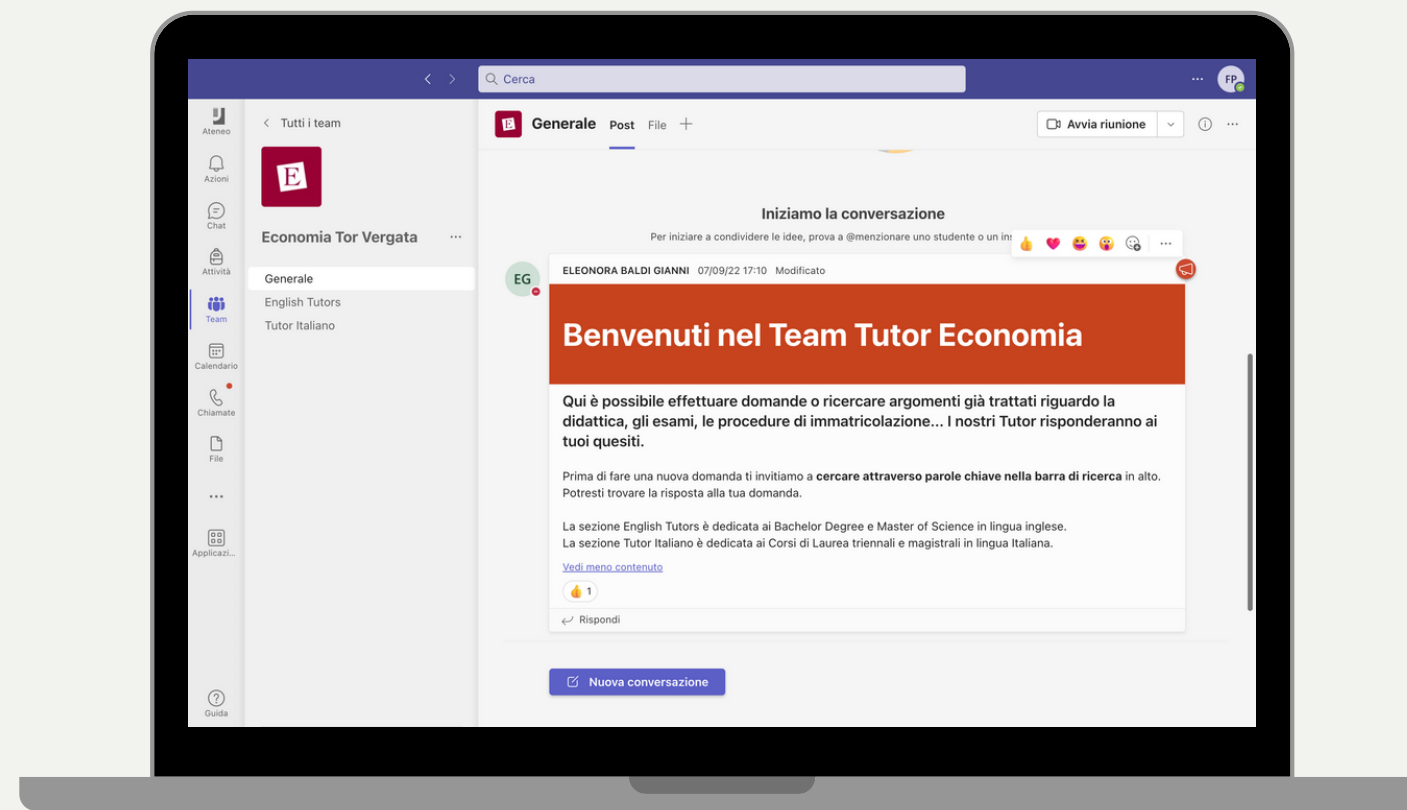 Cerca
FP
Ateneo
Azioni
Chat
Attività
Team
Calendario
Chiamate
File
Applicazi...
Guida
Tutti i team
E
Economia Tor Vergata
Generale
English Tutors
Tutor Italiano
E
Generale Post File
Avvia riunione
Iniziamo la conversazione
Per iniziare a condividere le idee, prova a @menzionare uno studente o un ins
EG
ELEONORA BALDI GIANNI 07/09/22 17:10 Modificato
Benvenuti nel Team Tutor Economia
Qui è possibile effettuare domande o ricercare argomenti già trattati riguardo la
didattica, gli esami, le procedure di immatricolazione... I nostri Tutor risponderanno ai
tuoi quesiti.
Prima di fare una nuova domanda ti invitiamo a cercare attraverso parole chiave nella barra di ricerca in alto.
Potresti trovare la risposta alla tua domanda.
La sezione English Tutors è dedicata ai Bachelor Degree e Master of Science in lingua inglese.
La sezione Tutor Italiano è dedicata ai Corsi di Laurea triennali e magistrali in lingua Italiana.
Vedi meno contenuto
1
Rispondi
Nuova conversazione